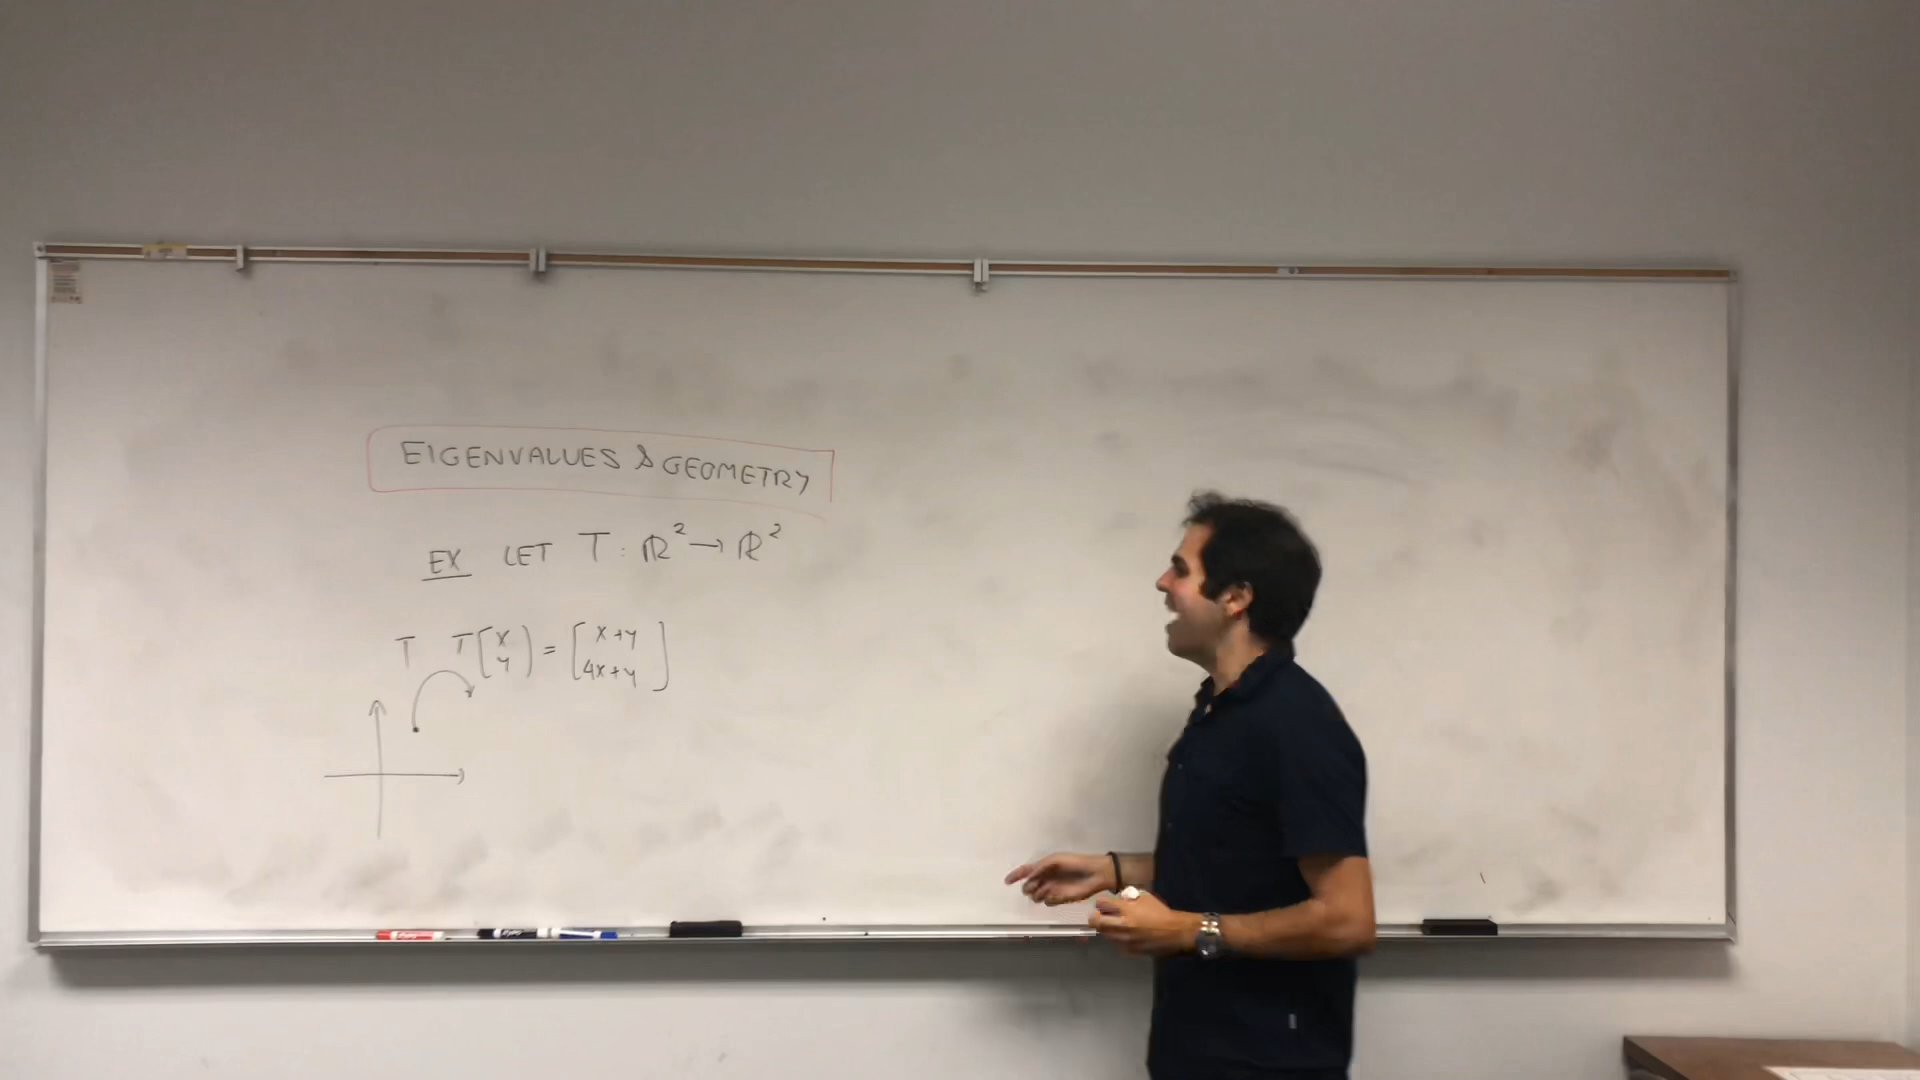 EIGENVALUES & GEOMETRY
EX LET T: ℝ² → ℝ²
T T[x y] = [x+y 4x+y]